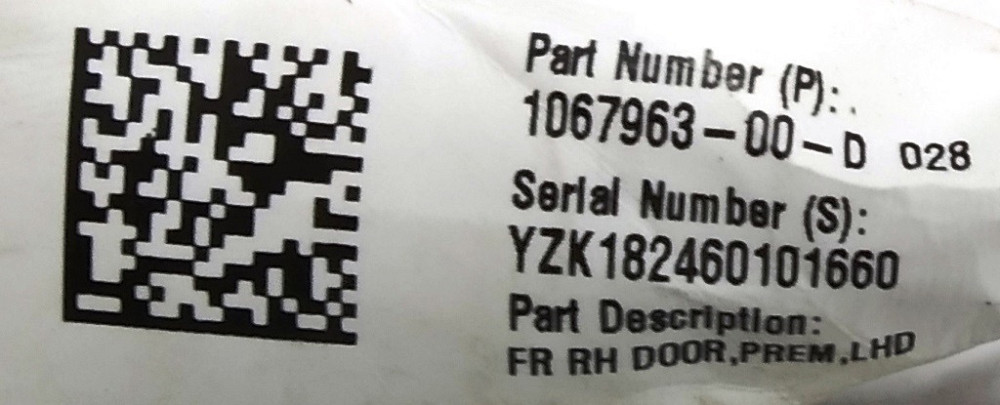 Part Number (P):
1067963-00-D 028
Serial Number (S):
YZK182460101660
Part Description:
FR RH DOOR,PREM,LHD